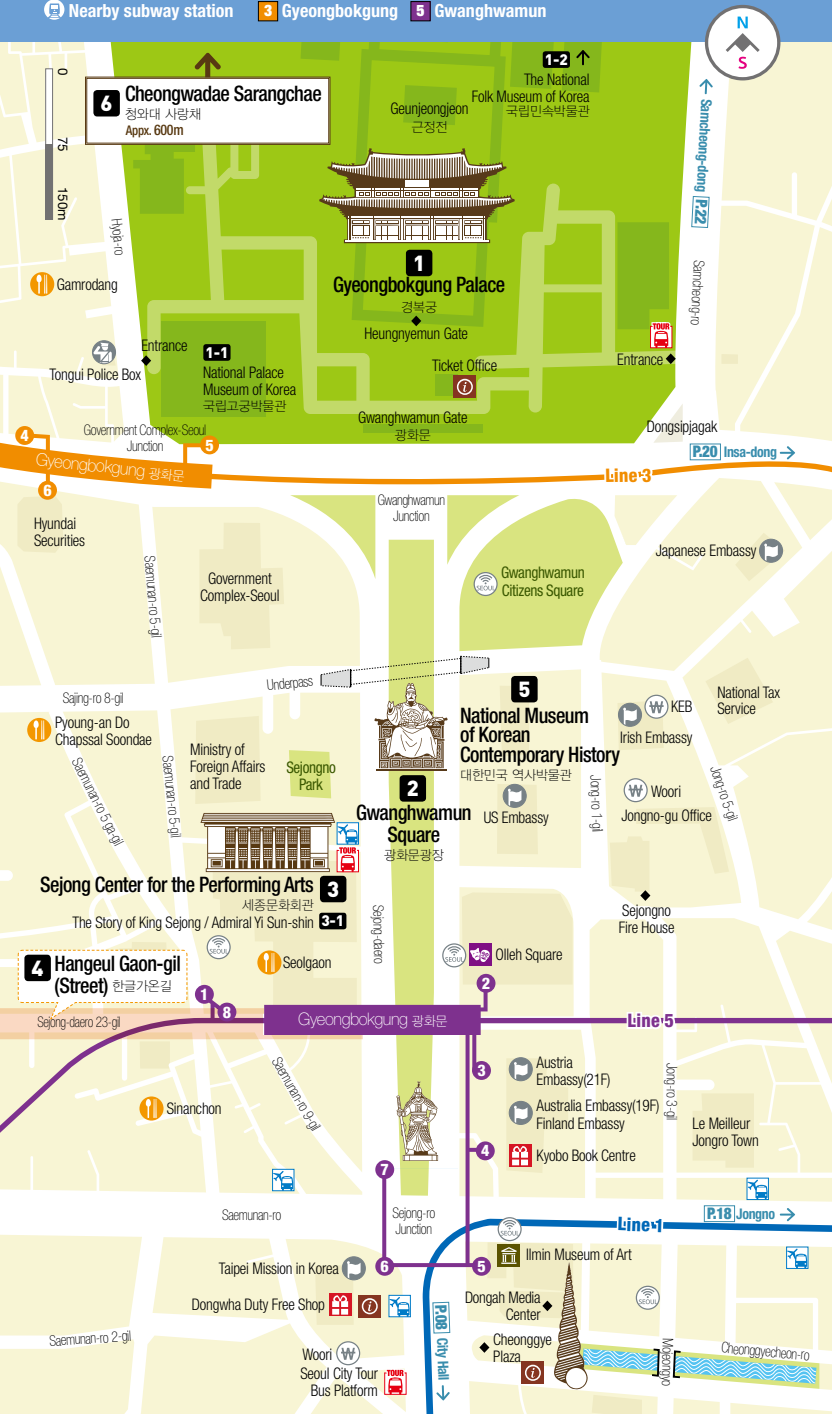 Nearby subway station 3 Gyeongbokgung 5 Gwanghwamun
N
S
0
75
150m
6 Cheongwadae Sarangchae
청와대 사랑채
Appx. 600m
1-2
The National
Folk Museum of Korea
국립민속박물관
Geunjeongjeon
근정전
Samcheong-dong P.22
Hyoja-ro
Samcheong-ro
Gamrodang
1
Gyeongbokgung Palace
경복궁
Heungnyemun Gate
TOUR
Entrance
Tongui Police Box
Entrance
1-1
National Palace
Museum of Korea
국립고궁박물관
Ticket Office
Gwanghwamun Gate
광화문
Dongsipjagak
Government Complex-Seoul
Junction
4
5
6
Gyeongbokgung 광화문
P.20 Insa-dong
Line 3
Gwanghwamun
Junction
Hyundai
Securities
Saemunan-ro 5-gil
Government
Complex-Seoul
SEOUL
Gwanghwamun
Citizens Square
Japanese Embassy
Underpass
Sajing-ro 8-gil
5
National Museum
of Korean
Contemporary History
대한민국 역사박물관
KEB
Irish Embassy
National Tax
Service
Pyoung-an Do
Chapssal Soondae
Saemunan-ro 5 ga-gil
Saemunan-ro 5-gil
Ministry of
Foreign Affairs
and Trade
Sejongno
Park
2
Gwanghwamun
Square
광화문광장
US Embassy
Jong-ro 1-gil
Woori
Jongno-gu Office
Jong-ro 5-gil
TOUR
Sejong Center for the Performing Arts 3
세종문화회관
The Story of King Sejong / Admiral Yi Sun-shin 3-1
SEOUL
Seolgaon
Sejong-daero
Sejongno
Fire House
SEOUL
Olleh Square
4 Hangeul Gaon-gil
(Street) 한글가온길
Sejong-daero 23-gil
1
8
2
Gyeongbokgung 광화문
Line 5
3
Austria
Embassy(21F)
Australia Embassy(19F)
Finland Embassy
Jong-ro 3-gil
Le Meilleur
Jongro Town
Sinanchon
Saemunan-ro 9-gil
4
Kyobo Book Centre
7
Saemunan-ro
Sejong-ro
Junction
Line 1
P.18 Jongno
SEOUL
Ilmin Museum of Art
Taipei Mission in Korea
6
5
Dongwha Duty Free Shop
P.08 City Hall
Dongah Media
Center
SEOUL
Cheonggye
Plaza
Saemunan-ro 2-gil
Woori
Seoul City Tour
Bus Platform
TOUR
Mojeongyo
Cheonggyecheon-ro